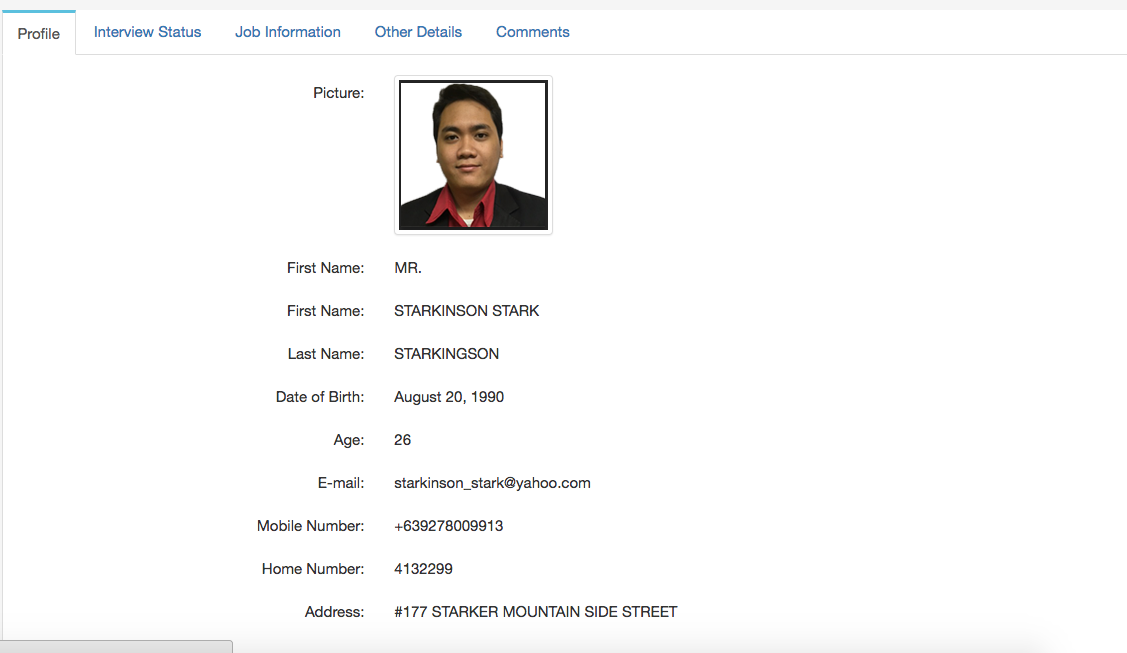 Profile Interview Status Job Information Other Details Comments
Picture:
First Name: MR.
First Name: STARKINSON STARK
Last Name: STARKINGSON
Date of Birth: August 20, 1990
Age: 26
E-mail: starkinson_stark@yahoo.com
Mobile Number: +639278009913
Home Number: 4132299
Address: #177 STARKER MOUNTAIN SIDE STREET